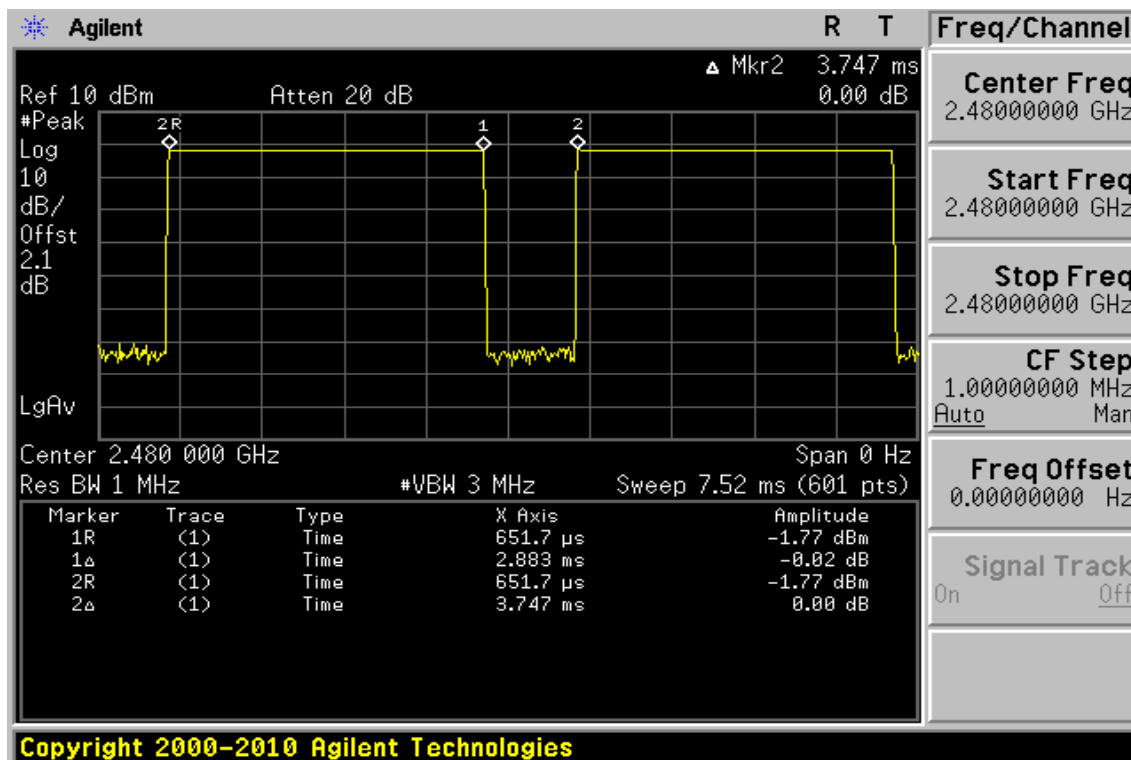 Agilent R T
Freq/Channel
Δ Mkr2 3.747 ms
Ref 10 dBm Atten 20 dB 0.00 dB
#Peak
Log
10
dB/
Offst
2.1
dB
LgAv
2R 1 2
Center 2.480 000 GHz Span 0 Hz
Res BW 1 MHz #VBW 3 MHz Sweep 7.52 ms (601 pts)
Marker Trace Type X Axis Amplitude
1R (1) Time 651.7 µs -1.77 dBm
1Δ (1) Time 2.883 ms -0.02 dB
2R (1) Time 651.7 µs -1.77 dBm
2Δ (1) Time 3.747 ms 0.00 dB
Center Freq
2.48000000 GHz
Start Freq
2.48000000 GHz
Stop Freq
2.48000000 GHz
CF Step
1.00000000 MHz
Auto Man
Freq Offset
0.00000000 Hz
Signal Track
On Off
Copyright 2000-2010 Agilent Technologies